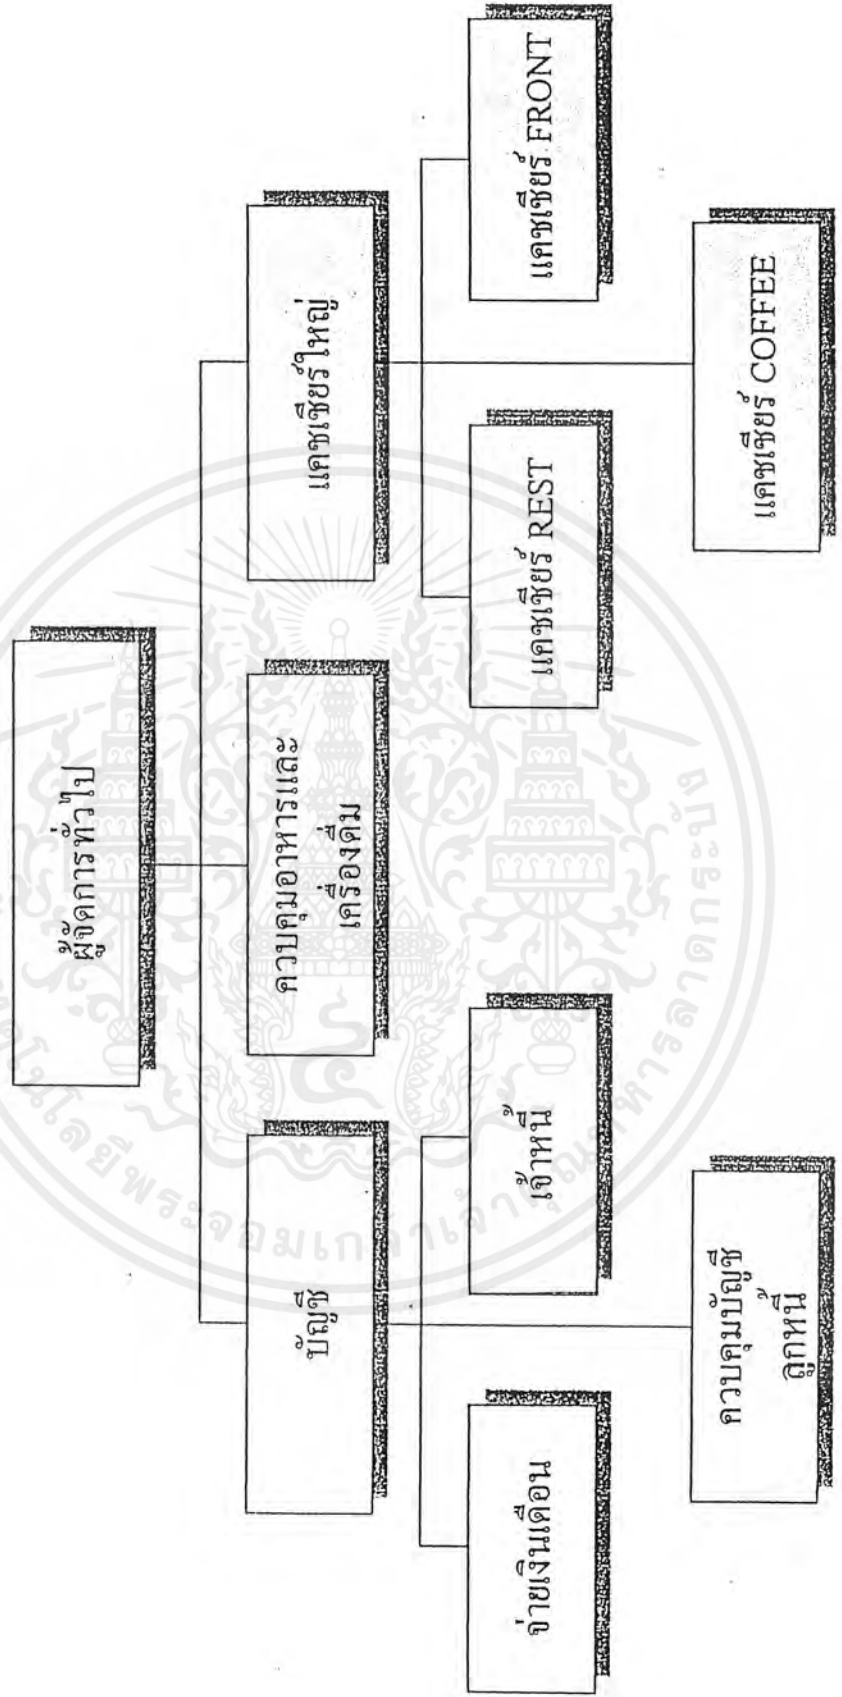 ผู้จัดการทั่วไป
บัญชี
ควบคุมอาหารและ
เครื่องดื่ม
แคชเชียร์ใหญ่
จ่ายเงินเดือน
เจ้าหนี้
แคชเชียร์ REST
แคชเชียร์ FRONT
ควบคุมบัญชี
ลูกหนี้
แคชเชียร์ COFFEE